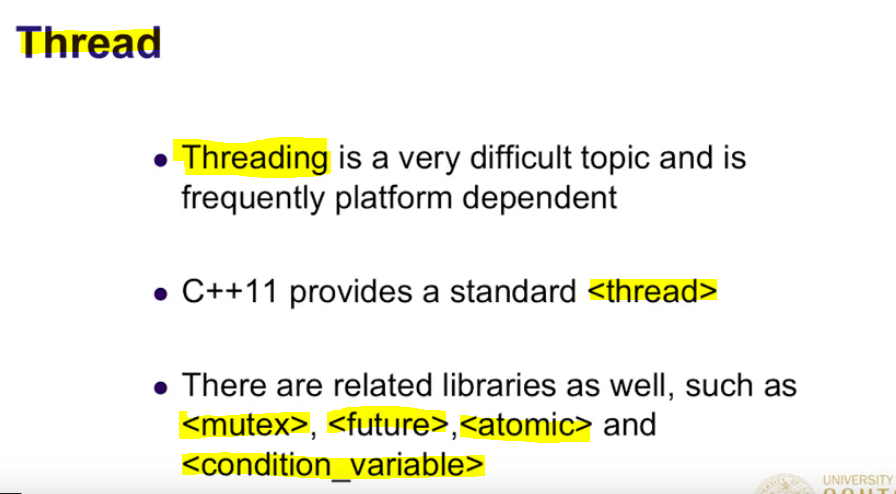 Thread
● Threading is a very difficult topic and is
frequently platform dependent
● C++11 provides a standard <thread>
● There are related libraries as well, such as
<mutex>, <future>,<atomic> and
<condition_variable>
UNIVERSITY